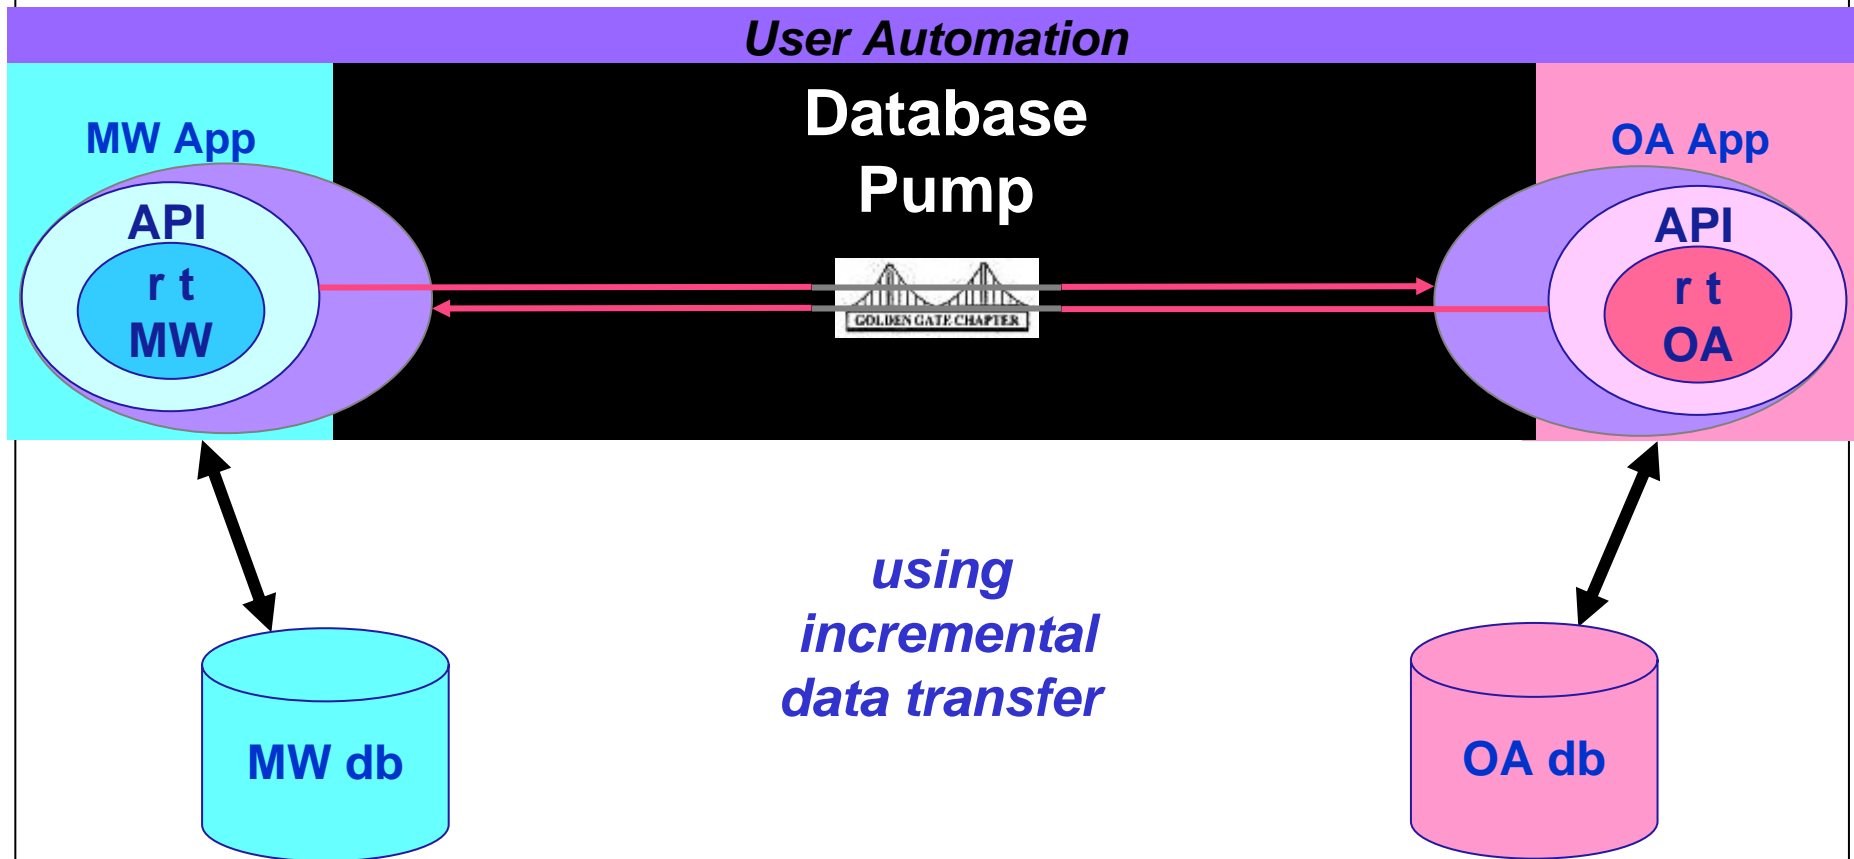 User Automation
Database
Pump
MW App
API
r t
MW
GOLDEN GATE CHAPTER
OA App
API
r t
OA
using
incremental
data transfer
MW db
OA db